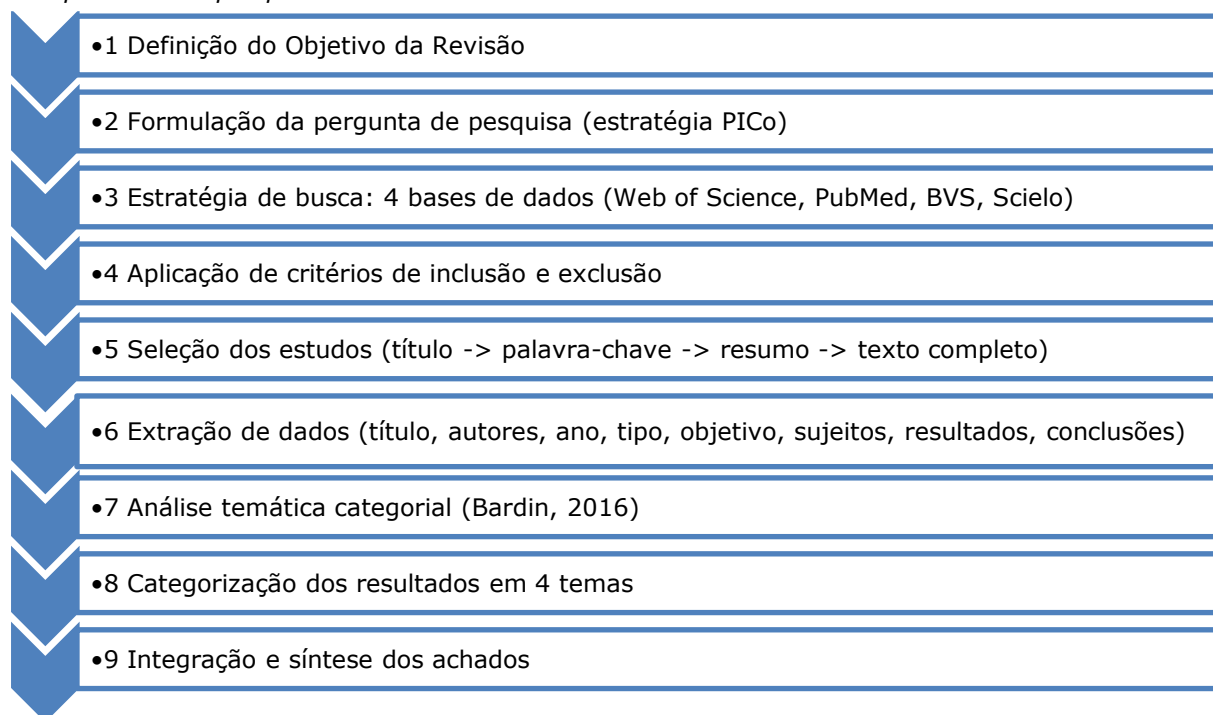 •1 Definição do Objetivo da Revisão
•2 Formulação da pergunta de pesquisa (estratégia PICo)
•3 Estratégia de busca: 4 bases de dados (Web of Science, PubMed, BVS, Scielo)
•4 Aplicação de critérios de inclusão e exclusão
•5 Seleção dos estudos (título -> palavra-chave -> resumo -> texto completo)
•6 Extração de dados (título, autores, ano, tipo, objetivo, sujeitos, resultados, conclusões)
•7 Análise temática categorial (Bardin, 2016)
•8 Categorização dos resultados em 4 temas
•9 Integração e síntese dos achados